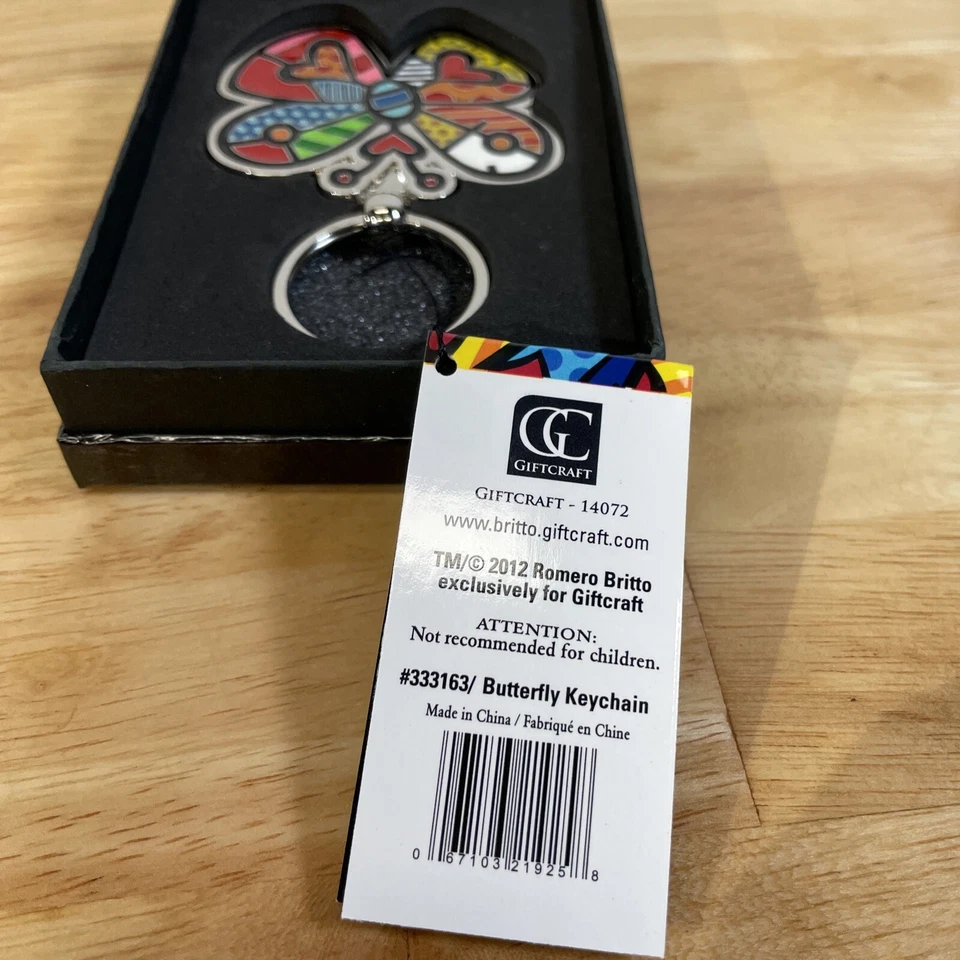 GC
GIFTCRAFT
GIFTCRAFT - 14072
www.britto.giftcraft.com
TM/© 2012 Romero Britto
exclusively for Giftcraft
ATTENTION:
Not recommended for children.
#333163/ Butterfly Keychain
Made in China / Fabriqué en Chine
0 67103 21925 8